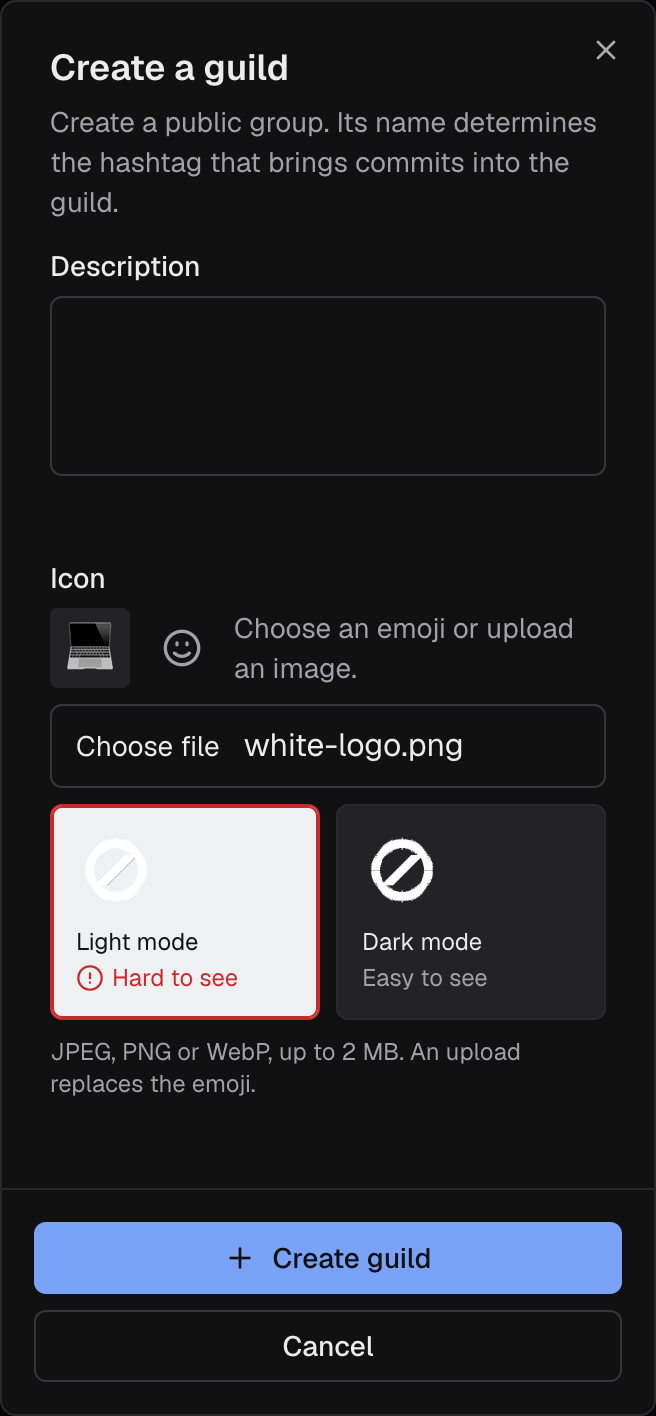 Create a guild
Create a public group. Its name determines
the hashtag that brings commits into the
guild.
Description
Icon
Choose an emoji or upload
an image.
Choose file white-logo.png
Light mode
Hard to see
Dark mode
Easy to see
JPEG, PNG or WebP, up to 2 MB. An upload
replaces the emoji.
Create guild
Cancel